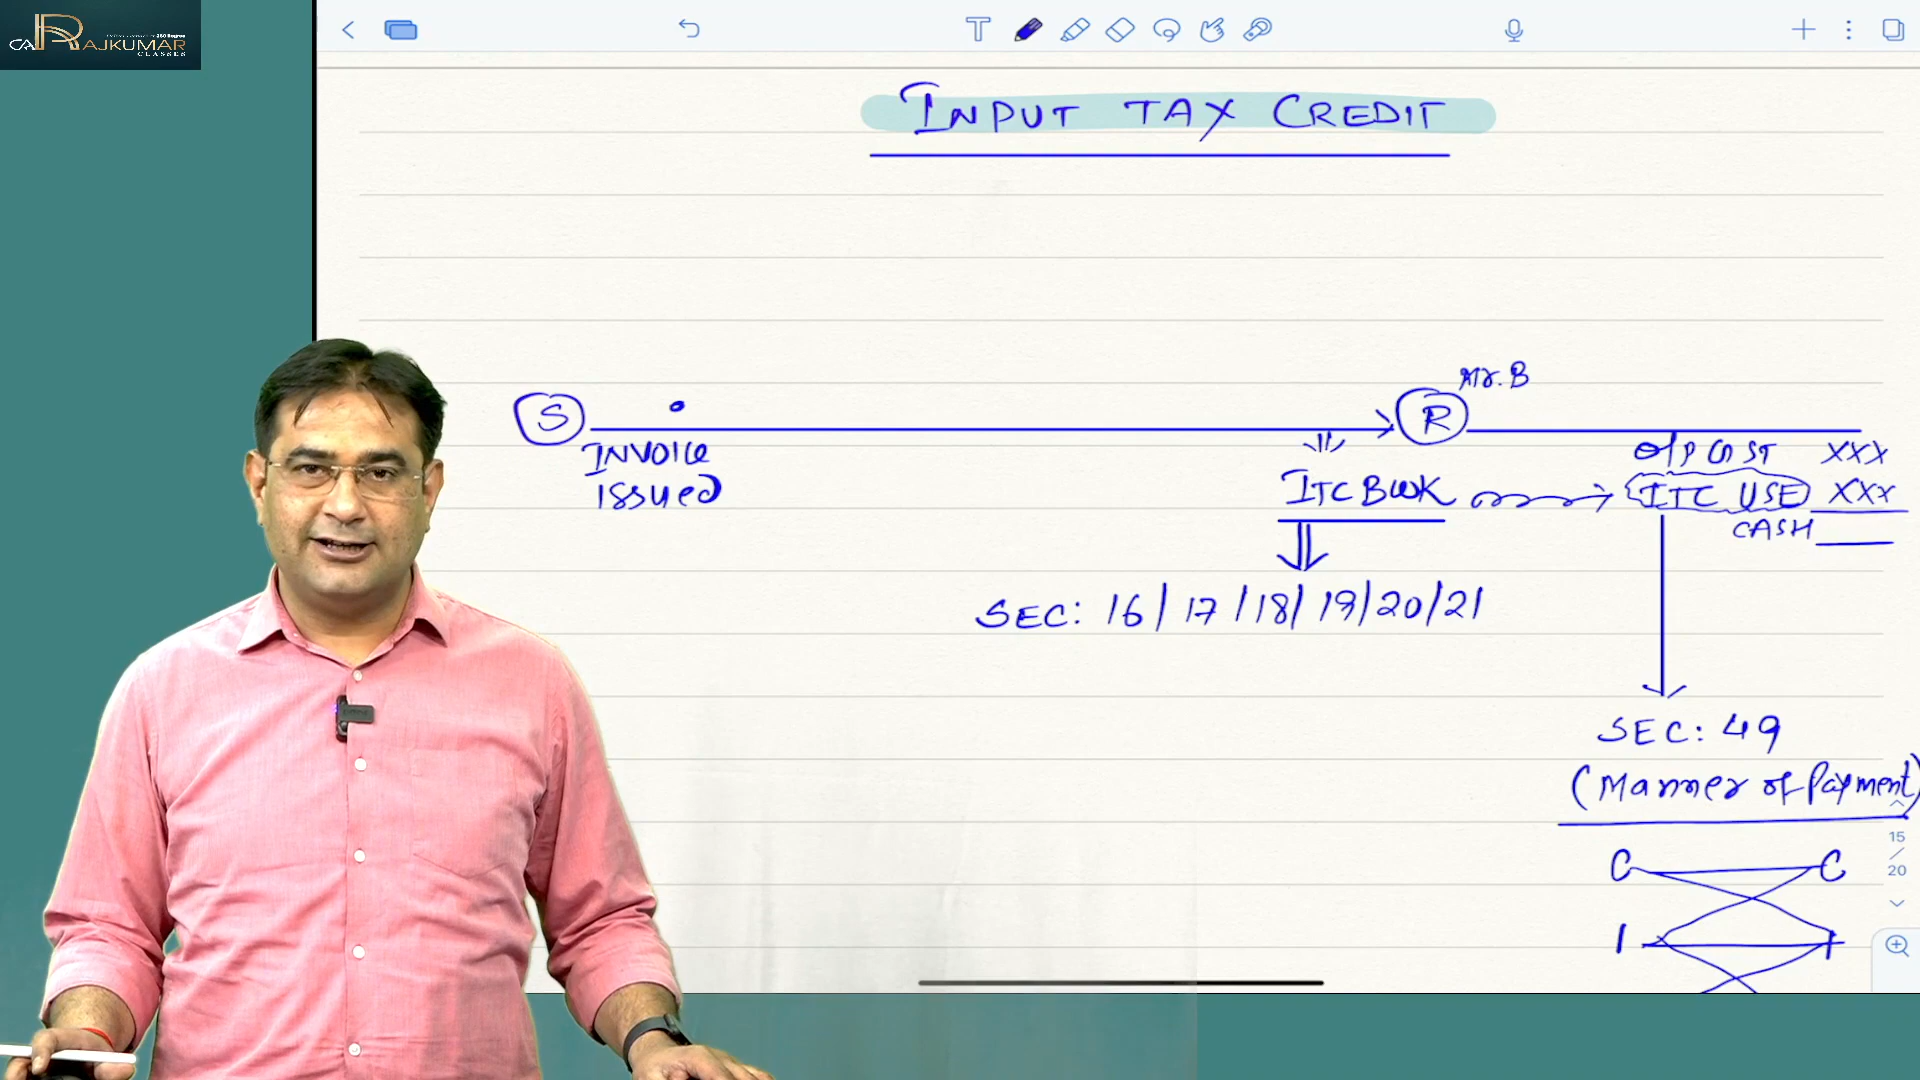 CA RAJKUMAR
CLASSES
INPUT TAX CREDIT
Mr. B
S
R
INVOICE
ISSUED
O/P GST XXX
ITC BOOK
ITC USE XXX
CASH
SEC: 16/17/18/19/20/21
SEC: 49
(Manner of Payment)
15
/
20
C C
I I